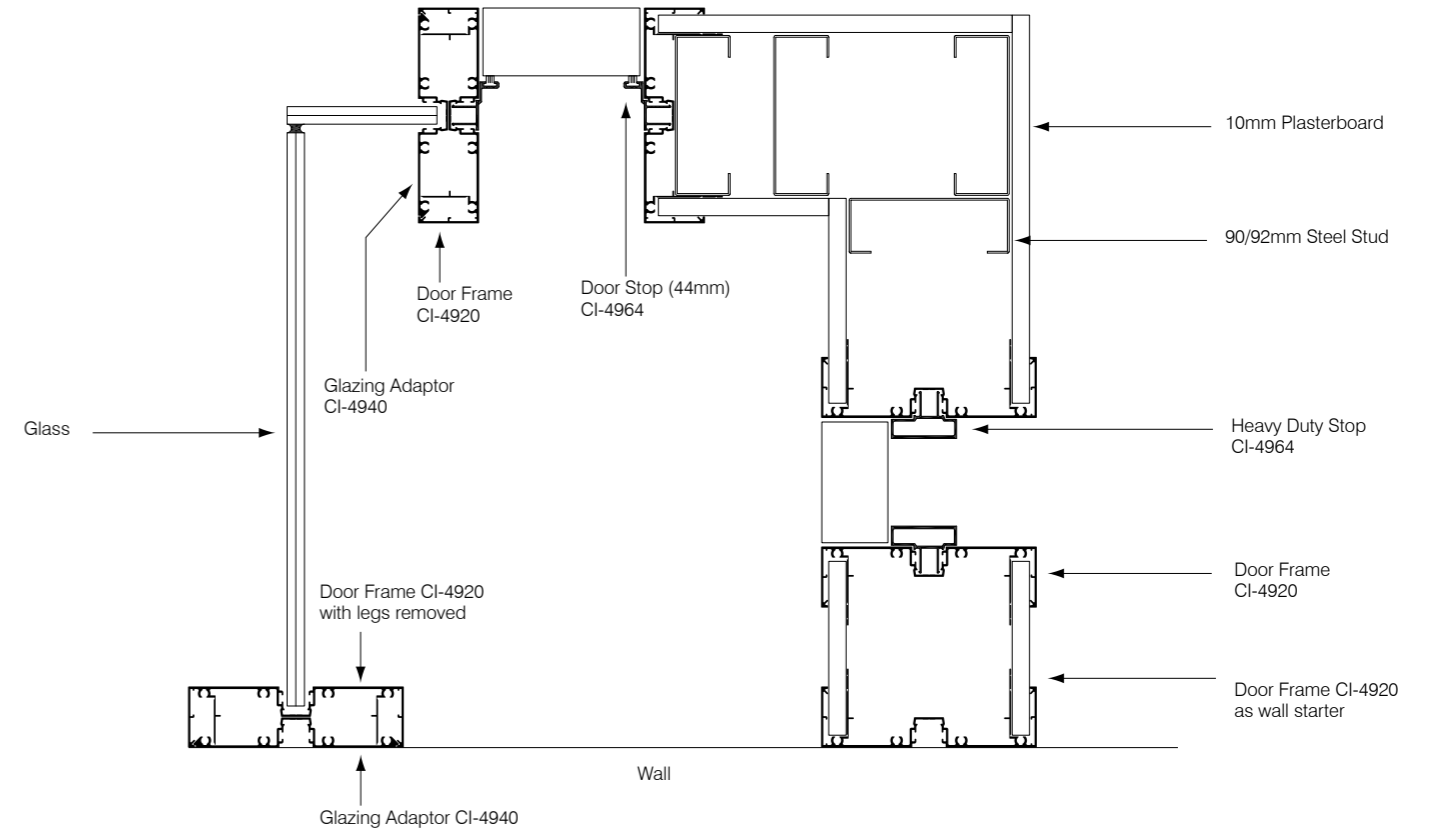 10mm Plasterboard
90/92mm Steel Stud
Door Frame
CI-4920
Door Stop (44mm)
CI-4964
Glazing Adaptor
CI-4940
Glass
Heavy Duty Stop
CI-4964
Door Frame
CI-4920
Door Frame CI-4920
with legs removed
Door Frame CI-4920
as wall starter
Wall
Glazing Adaptor CI-4940